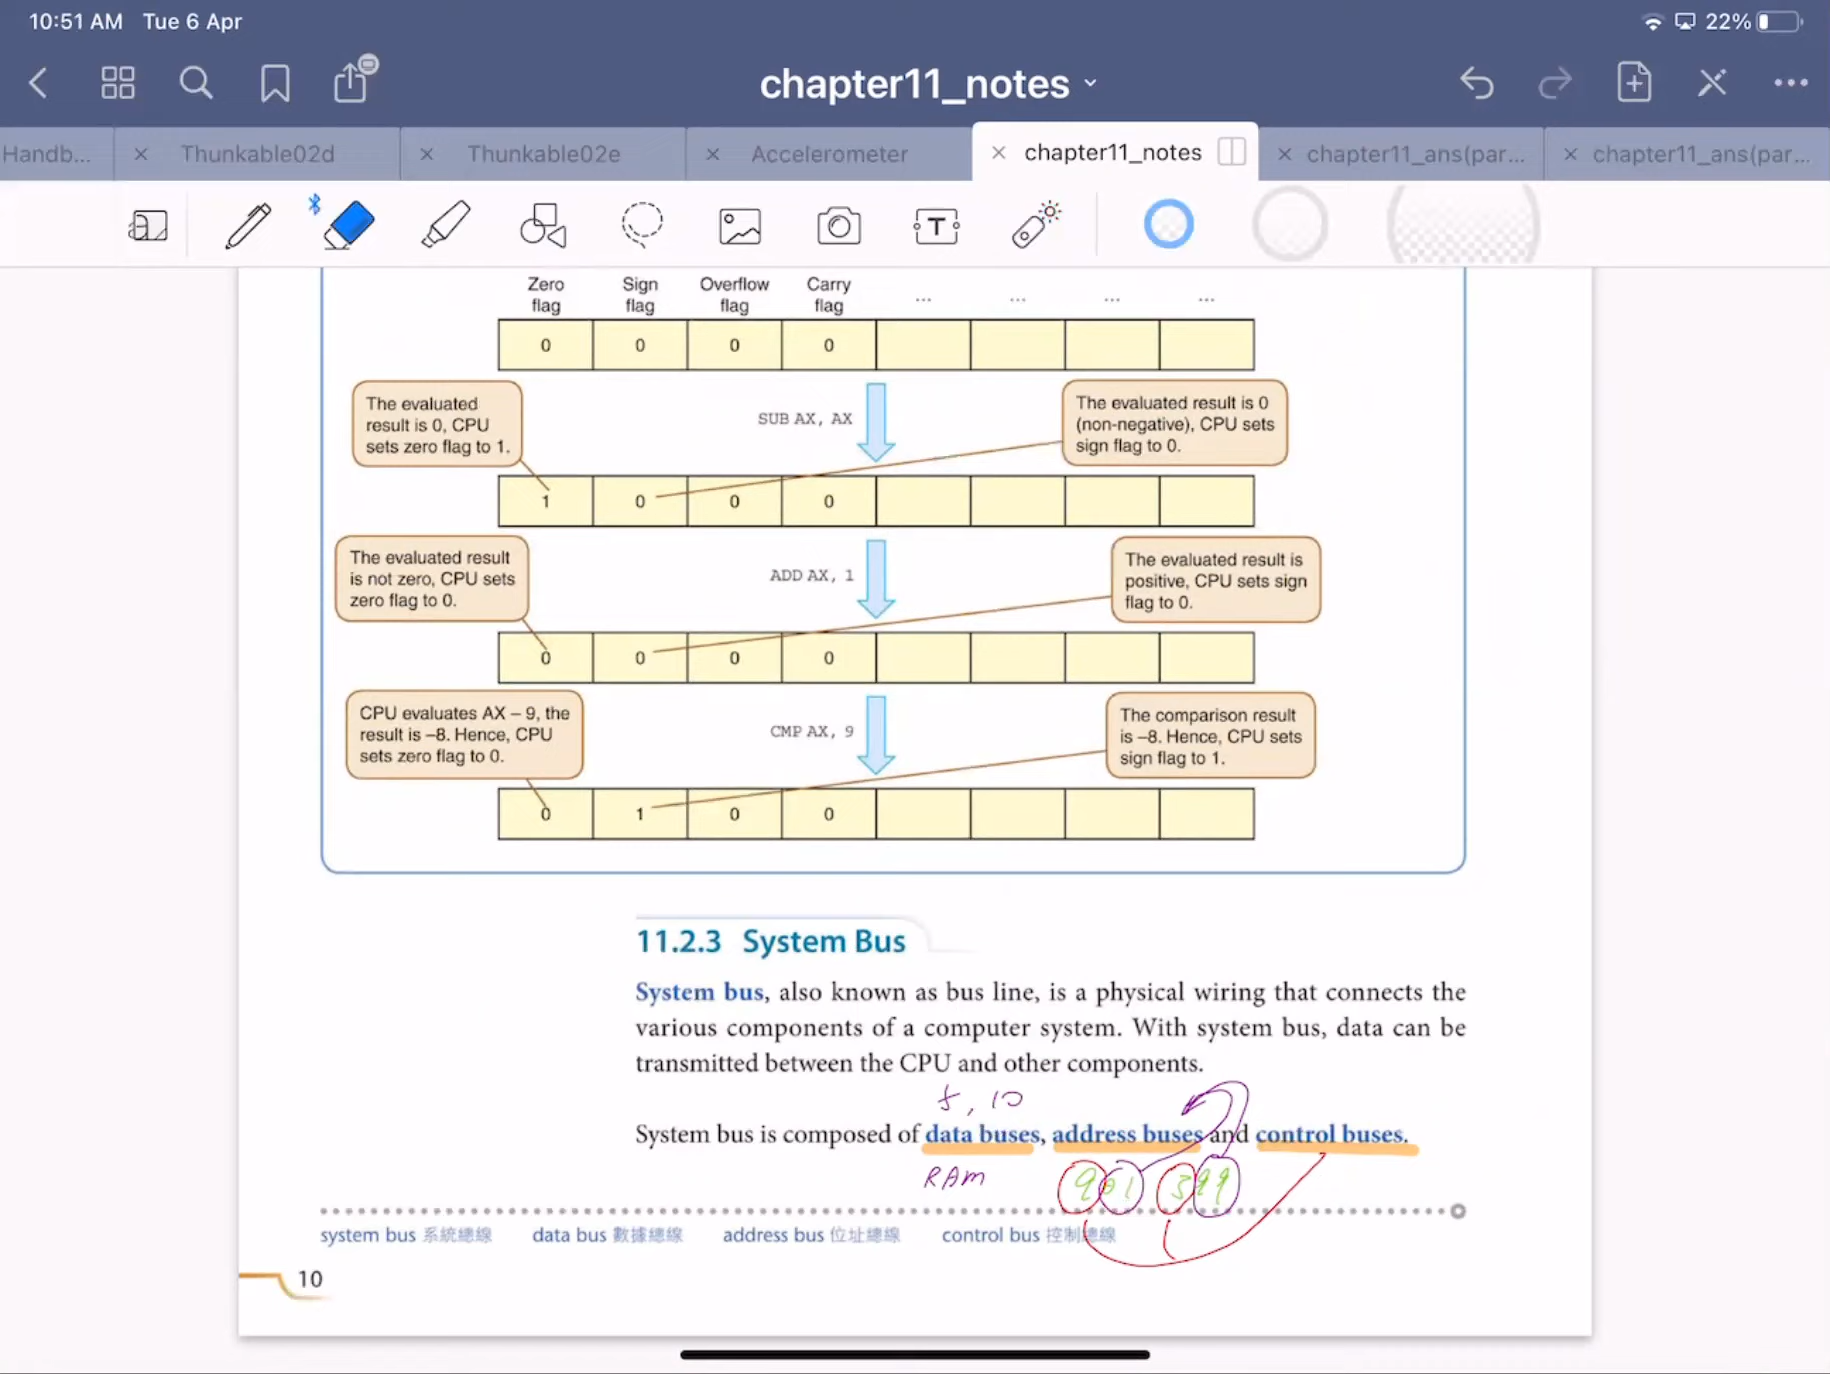 10:51 AM Tue 6 Apr
22%
chapter11_notes
Handb...
Thunkable02d
Thunkable02e
Accelerometer
chapter11_notes
chapter11_ans(par...
chapter11_ans(par...
T
Zero flag
Sign flag
Overflow flag
Carry flag
...
...
...
...
0 0 0 0
The evaluated
result is 0, CPU
sets zero flag to 1.
SUB AX, AX
The evaluated result is 0
(non-negative), CPU sets
sign flag to 0.
1 0 0 0
The evaluated result
is not zero, CPU sets
zero flag to 0.
ADD AX, 1
The evaluated result is
positive, CPU sets sign
flag to 0.
0 0 0 0
CPU evaluates AX – 9, the
result is –8. Hence, CPU
sets zero flag to 0.
CMP AX, 9
The comparison result
is –8. Hence, CPU sets
sign flag to 1.
0 1 0 0
11.2.3 System Bus
System bus, also known as bus line, is a physical wiring that connects the
various components of a computer system. With system bus, data can be
transmitted between the CPU and other components.
5, 10
System bus is composed of data buses, address buses and control buses.
RAM
901 399
system bus 系統總線 data bus 數據總線 address bus 位址總線 control bus 控制總線
10